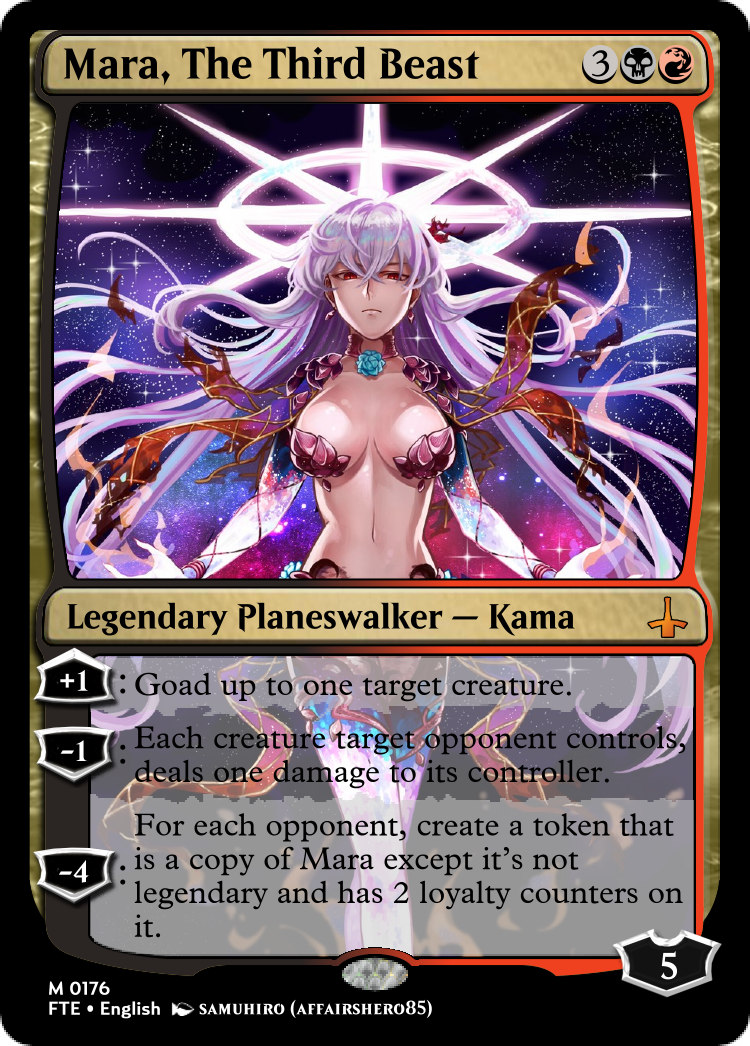 Mara, The Third Beast 3
Legendary Planeswalker — Kama
+1 : Goad up to one target creature.
-1 : Each creature target opponent controls,
deals one damage to its controller.
For each opponent, create a token that
-4 : is a copy of Mara except it's not
legendary and has 2 loyalty counters on
it.
5
M 0176
FTE • English SAMUHIRO (AFFAIRSHERO85)